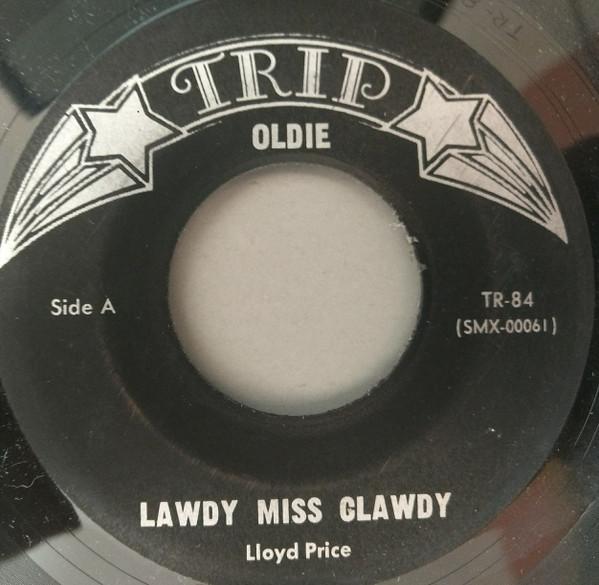 TRIP
OLDIE
Side A
TR-84
(SMX-00061)
LAWDY MISS CLAWDY
Lloyd Price